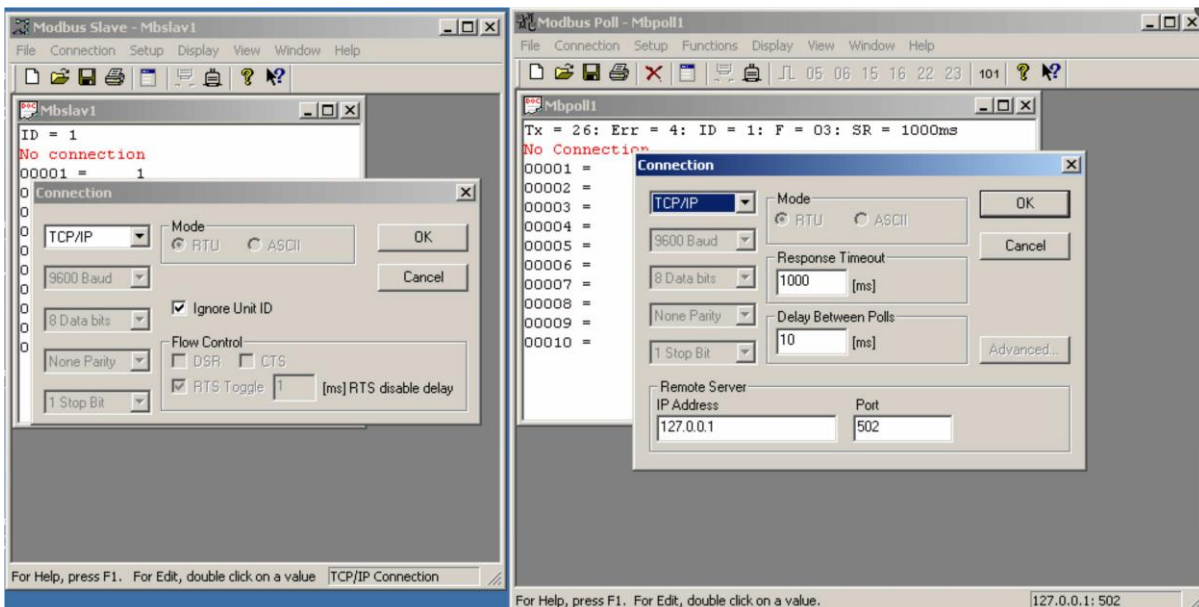 Modbus Slave - Mbslav1
File Connection Setup Display View Window Help
Mbslav1
ID = 1
No connection
00001 = 1
Connection
TCP/IP
Mode
RTU ASCII
OK
9600 Baud
Cancel
8 Data bits
Ignore Unit ID
None Parity
Flow Control
DSR CTS
RTS Toggle 1 [ms] RTS disable delay
1 Stop Bit
For Help, press F1. For Edit, double click on a value TCP/IP Connection
Modbus Poll - Mbpoll1
File Connection Setup Functions Display View Window Help
05 06 15 16 22 23 101
Mbpoll1
Tx = 26: Err = 4: ID = 1: F = 03: SR = 1000ms
No Connection
00001 =
00002 =
00003 =
00004 =
00005 =
00006 =
00007 =
00008 =
00009 =
00010 =
Connection
TCP/IP
Mode
RTU ASCII
OK
9600 Baud
Cancel
Response Timeout
1000 [ms]
8 Data bits
None Parity
Delay Between Polls
10 [ms]
1 Stop Bit
Advanced...
Remote Server
IP Address Port
127.0.0.1 502
For Help, press F1. For Edit, double click on a value.
127.0.0.1: 502